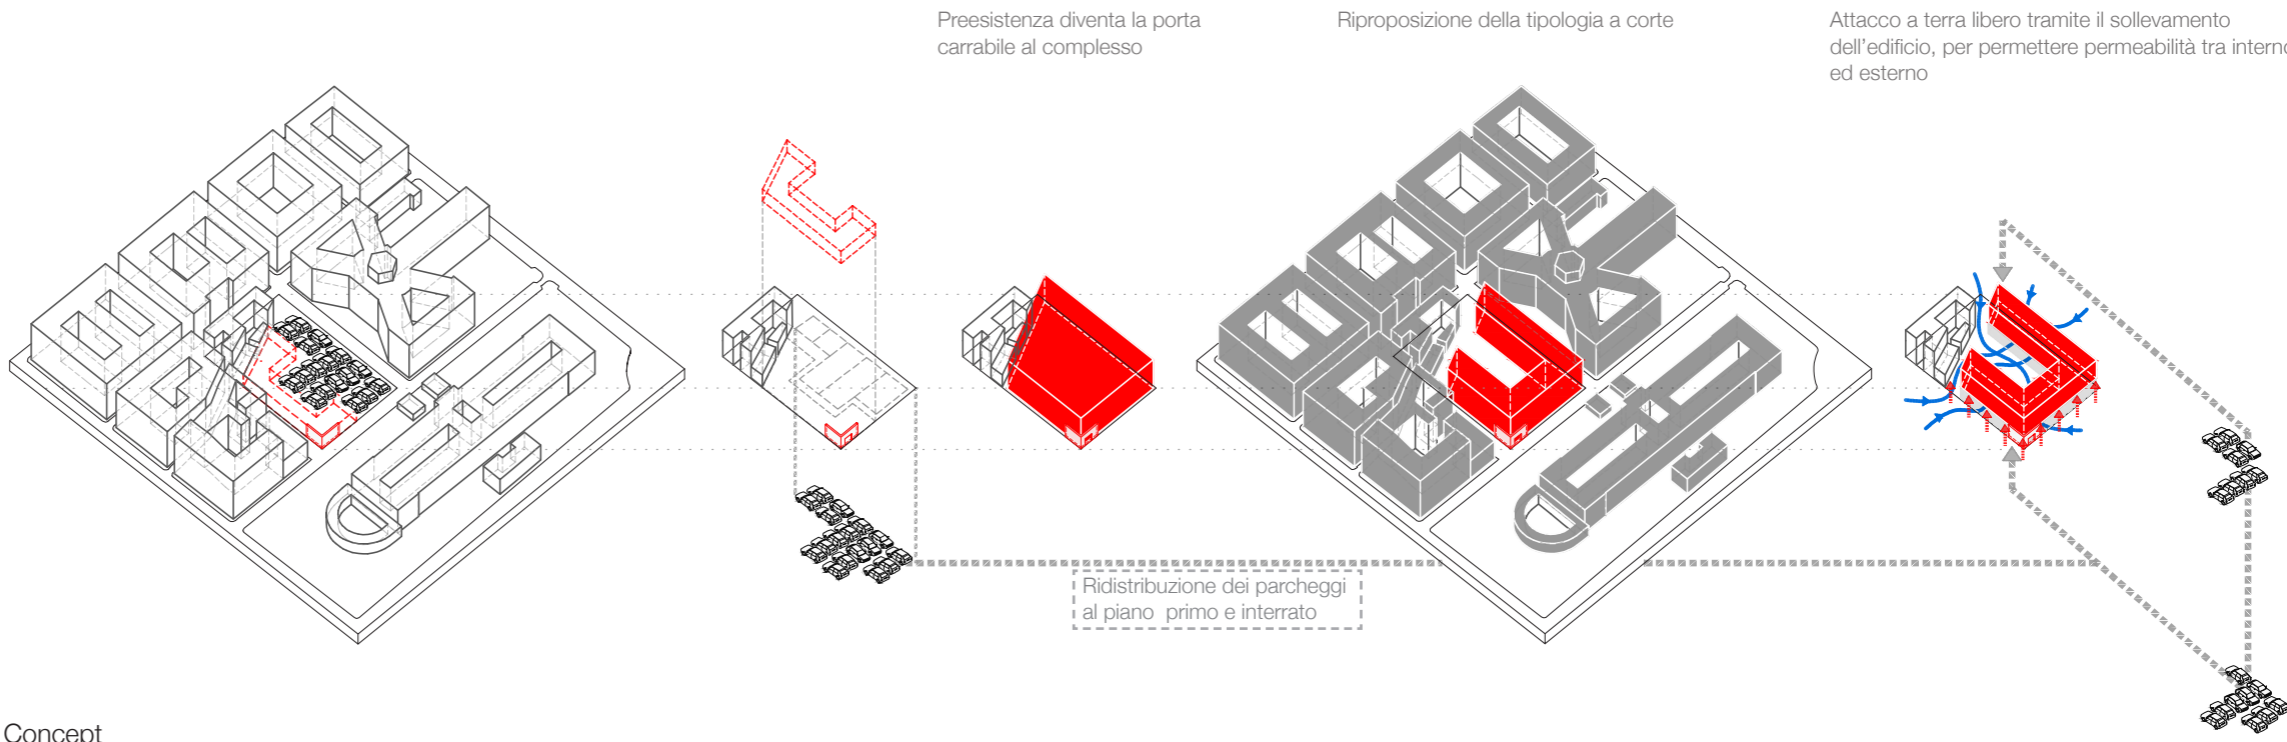 Preesistenza diventa la porta
carrabile al complesso
Riproposizione della tipologia a corte
Attacco a terra libero tramite il sollevamento
dell'edificio, per permettere permeabilità tra interno
ed esterno
Ridistribuzione dei parcheggi
al piano primo e interrato
Concept